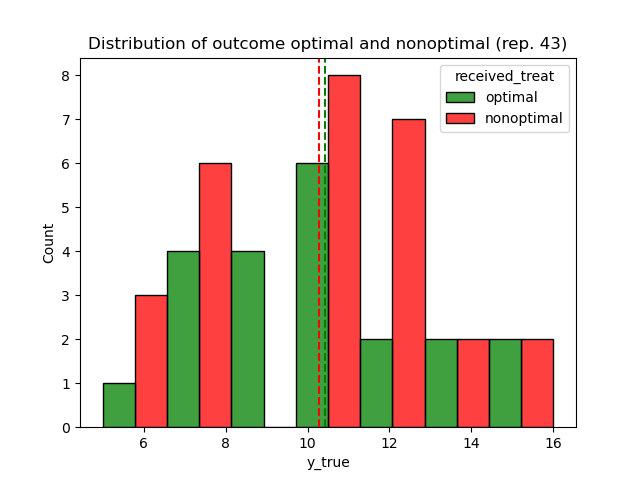 Distribution of outcome optimal and nonoptimal (rep. 43)
received_treat
optimal
nonoptimal
8
7
6
5
4
3
2
1
0
Count
6 8 10 12 14 16
y_true